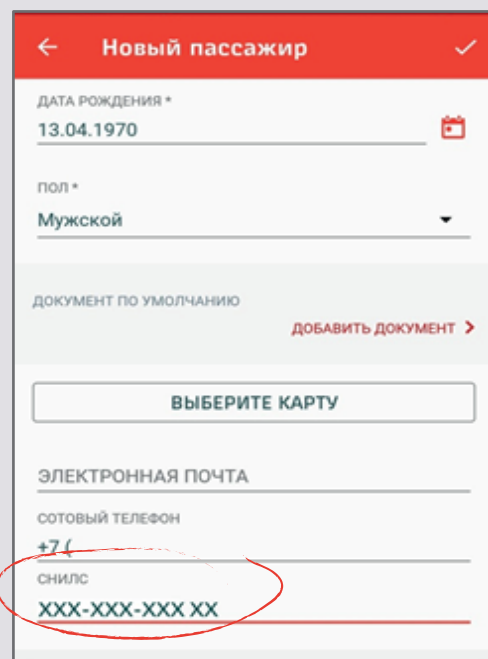 Новый пассажир
ДАТА РОЖДЕНИЯ *
13.04.1970
ПОЛ *
Мужской
ДОКУМЕНТ ПО УМОЛЧАНИЮ
ДОБАВИТЬ ДОКУМЕНТ
ВЫБЕРИТЕ КАРТУ
ЭЛЕКТРОННАЯ ПОЧТА
СОТОВЫЙ ТЕЛЕФОН
+7 (
СНИЛС
XXX-XXX-XXX XX